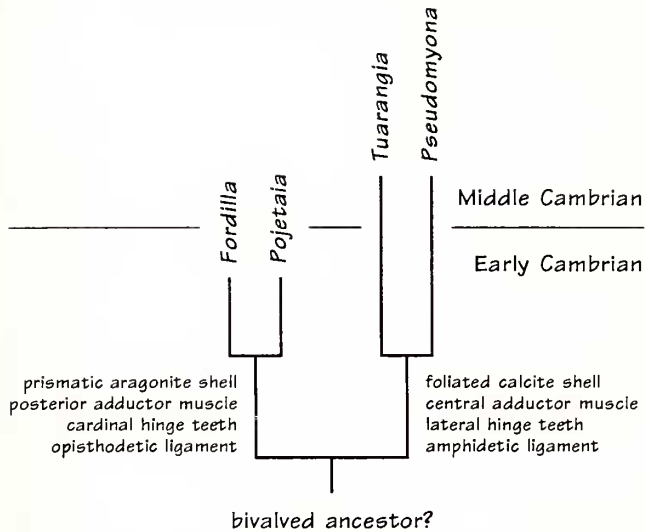 Tuarangia
Pseudomyona
Fordilla
Pojetaia
Middle Cambrian
Early Cambrian
prismatic aragonite shell
posterior adductor muscle
cardinal hinge teeth
opisthodetic ligament
foliated calcite shell
central adductor muscle
lateral hinge teeth
amphidetic ligament
bivalved ancestor?